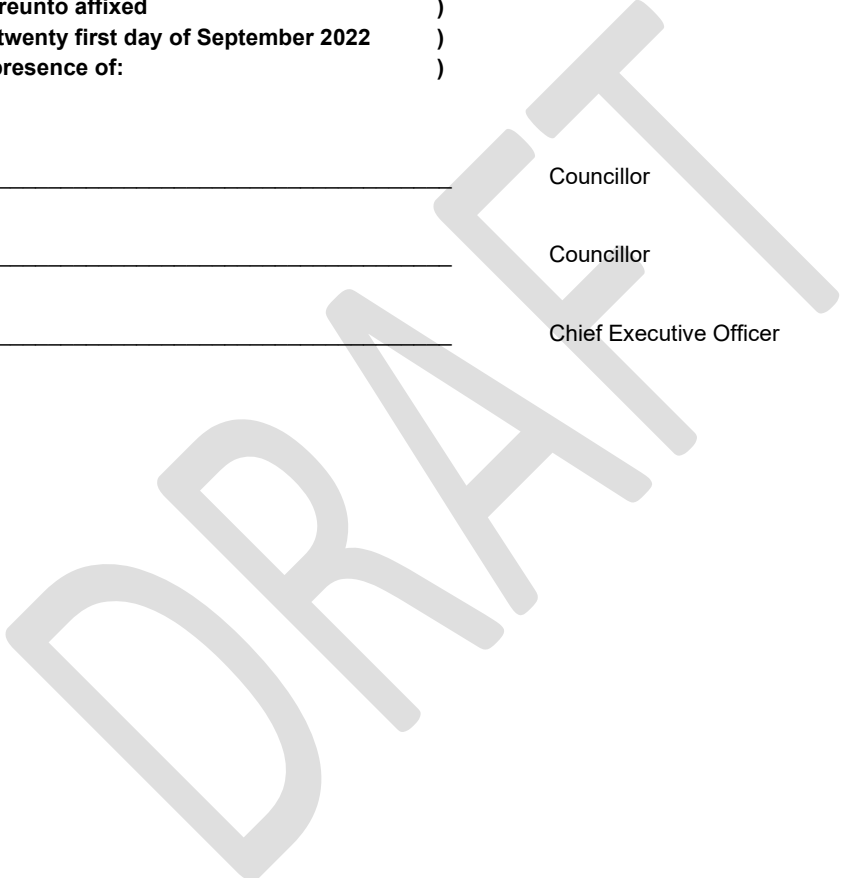 reunto affixed )
twenty first day of September 2022 )
presence of: )
Councillor
Councillor
Chief Executive Officer
DRAFT